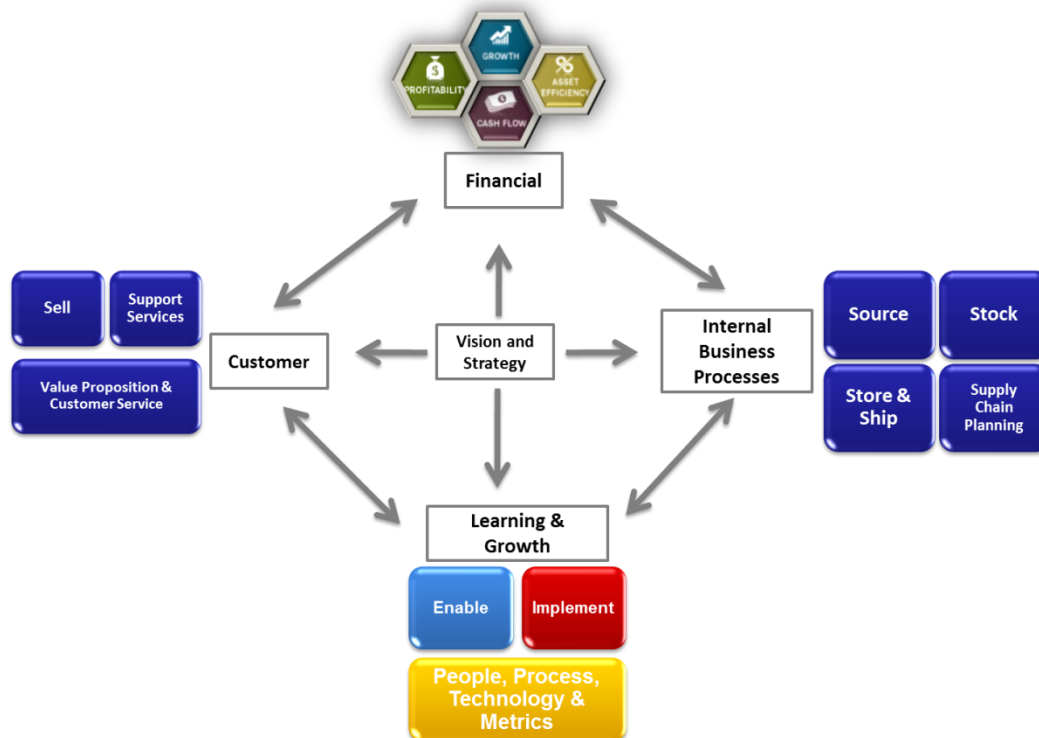 GROWTH
$
PROFITABILITY
%
ASSET
EFFICIENCY
CASH FLOW
Financial
Sell
Support
Services
Value Proposition &
Customer Service
Customer
Vision and
Strategy
Internal
Business
Processes
Source
Stock
Store &
Ship
Supply
Chain
Planning
Learning &
Growth
Enable
Implement
People, Process,
Technology &
Metrics